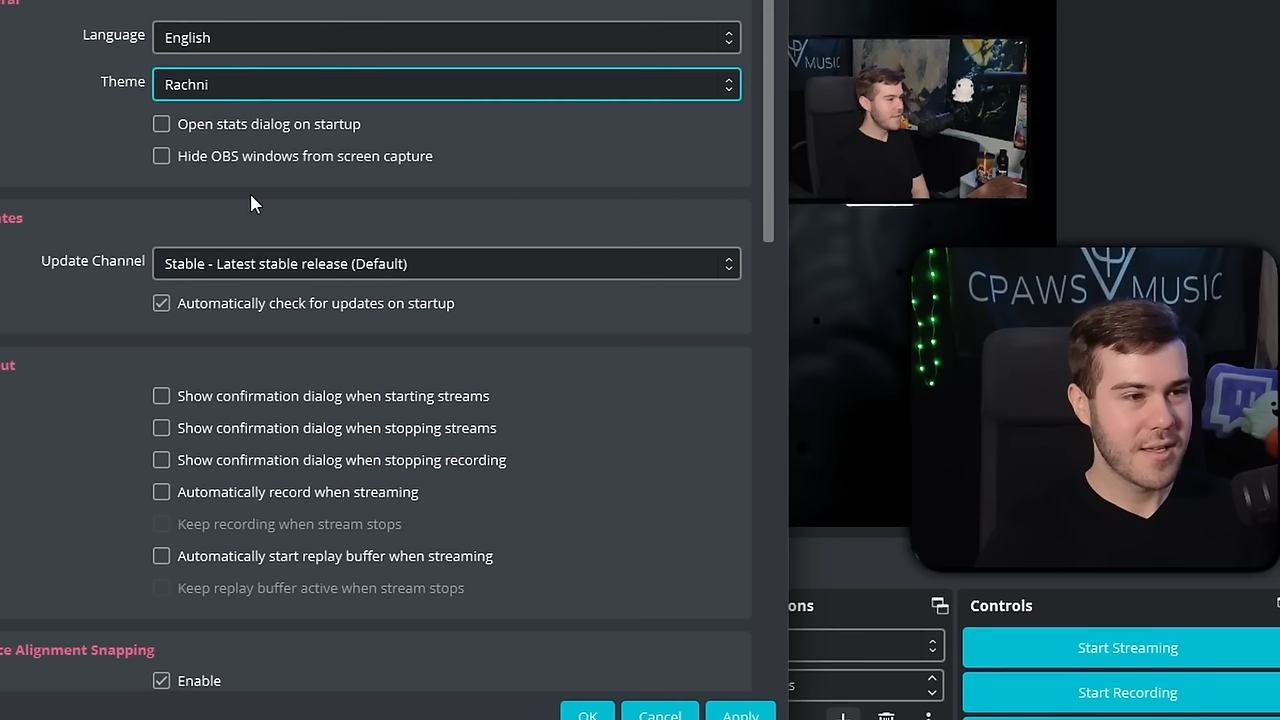 Language
English
Theme
Rachni
Open stats dialog on startup
Hide OBS windows from screen capture
Update Channel
Stable - Latest stable release (Default)
Automatically check for updates on startup
Show confirmation dialog when starting streams
Show confirmation dialog when stopping streams
Show confirmation dialog when stopping recording
Automatically record when streaming
Keep recording when stream stops
Automatically start replay buffer when streaming
Keep replay buffer active when stream stops
Alignment Snapping
Enable
OK
Cancel
Apply
MUSIC
CPAWS MUSIC
Controls
Start Streaming
Start Recording